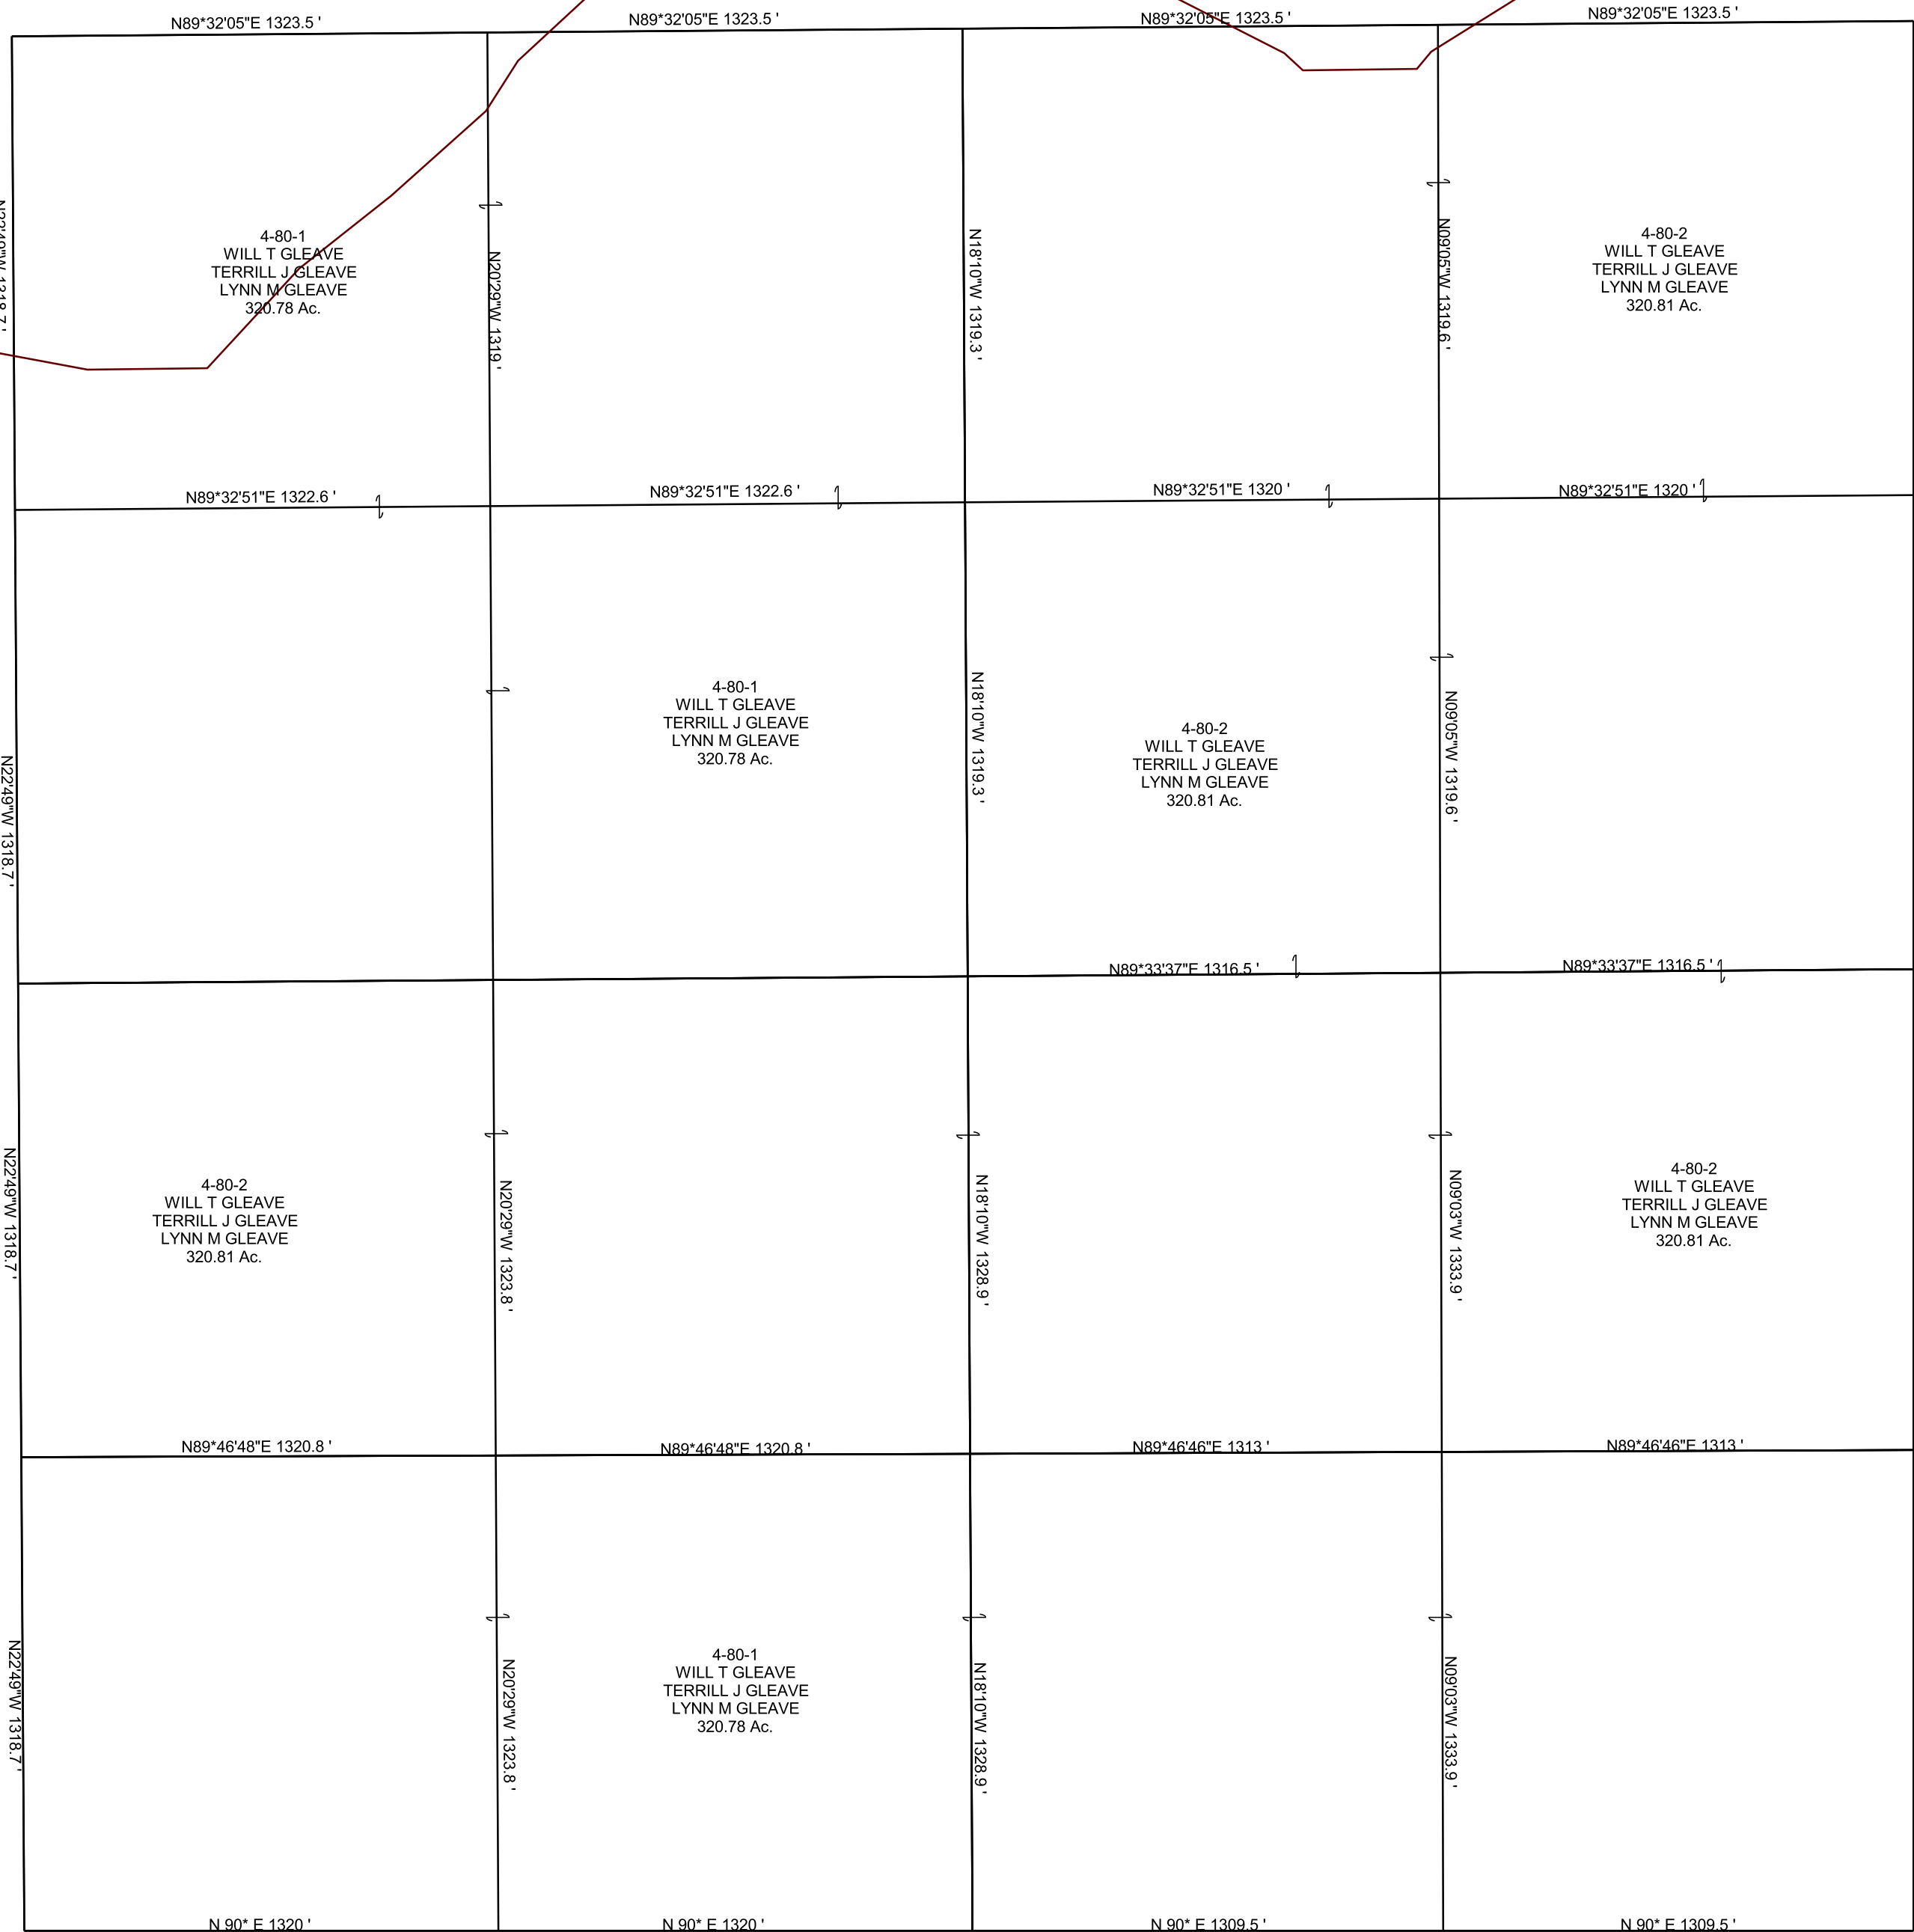 N89*32'05"E 1323.5 '
N89*32'05"E 1323.5 '
N89*32'05"E 1323.5 '
N89*32'05"E 1323.5 '
N22'49"W 1318.7 '
4-80-1
WILL T GLEAVE
TERRILL J GLEAVE
LYNN M GLEAVE
320.78 Ac.
N20'29"W 1319 '
N18'10"W 1319.3 '
N09'05"W 1319.6 '
4-80-2
WILL T GLEAVE
TERRILL J GLEAVE
LYNN M GLEAVE
320.81 Ac.
N89*32'51"E 1322.6 '
N89*32'51"E 1322.6 '
N89*32'51"E 1320 '
N89*32'51"E 1320 '
N22'49"W 1318.7 '
4-80-1
WILL T GLEAVE
TERRILL J GLEAVE
LYNN M GLEAVE
320.78 Ac.
N18'10"W 1319.3 '
4-80-2
WILL T GLEAVE
TERRILL J GLEAVE
LYNN M GLEAVE
320.81 Ac.
N09'05"W 1319.6 '
N89*33'37"E 1316.5 '
N89*33'37"E 1316.5 '
N22'49"W 1318.7 '
4-80-2
WILL T GLEAVE
TERRILL J GLEAVE
LYNN M GLEAVE
320.81 Ac.
N20'29"W 1323.8 '
N18'10"W 1328.9 '
N09'03"W 1333.9 '
4-80-2
WILL T GLEAVE
TERRILL J GLEAVE
LYNN M GLEAVE
320.81 Ac.
N89*46'48"E 1320.8 '
N89*46'48"E 1320.8 '
N89*46'46"E 1313 '
N89*46'46"E 1313 '
N22'49"W 1318.7 '
N20'29"W 1323.8 '
4-80-1
WILL T GLEAVE
TERRILL J GLEAVE
LYNN M GLEAVE
320.78 Ac.
N18'10"W 1328.9 '
N09'03"W 1333.9 '
N 90* E 1320 '
N 90* E 1320 '
N 90* E 1309.5 '
N 90* E 1309.5 '